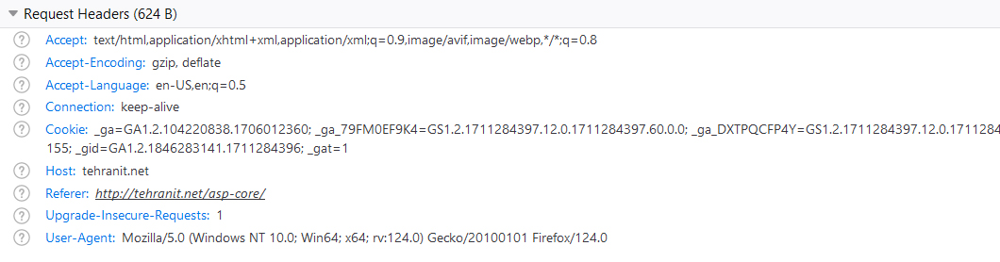 Request Headers (624 B)
Accept: text/html,application/xhtml+xml,application/xml;q=0.9,image/avif,image/webp,*/*;q=0.8
Accept-Encoding: gzip, deflate
Accept-Language: en-US,en;q=0.5
Connection: keep-alive
Cookie: _ga=GA1.2.104220838.1706012360; _ga_79FM0EF9K4=GS1.2.1711284397.12.0.1711284397.60.0.0; _ga_DXTPQCFP4Y=GS1.2.1711284397.12.0.1711284
155; _gid=GA1.2.1846283141.1711284396; _gat=1
Host: tehranit.net
Referer: http://tehranit.net/asp-core/
Upgrade-Insecure-Requests: 1
User-Agent: Mozilla/5.0 (Windows NT 10.0; Win64; x64; rv:124.0) Gecko/20100101 Firefox/124.0